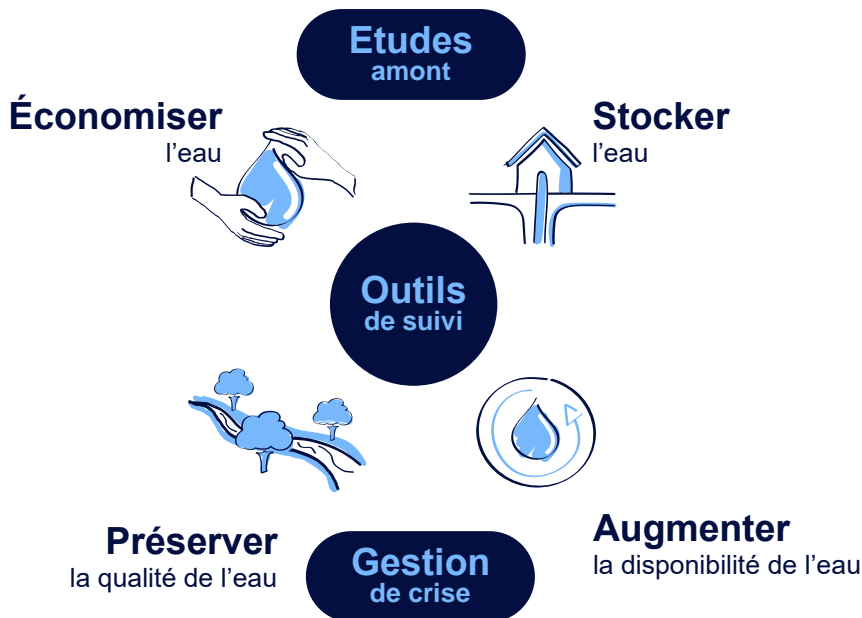 Etudes
amont
Économiser
l'eau
Stocker
l'eau
Outils
de suivi
Préserver
la qualité de l'eau
Gestion
de crise
Augmenter
la disponibilité de l'eau